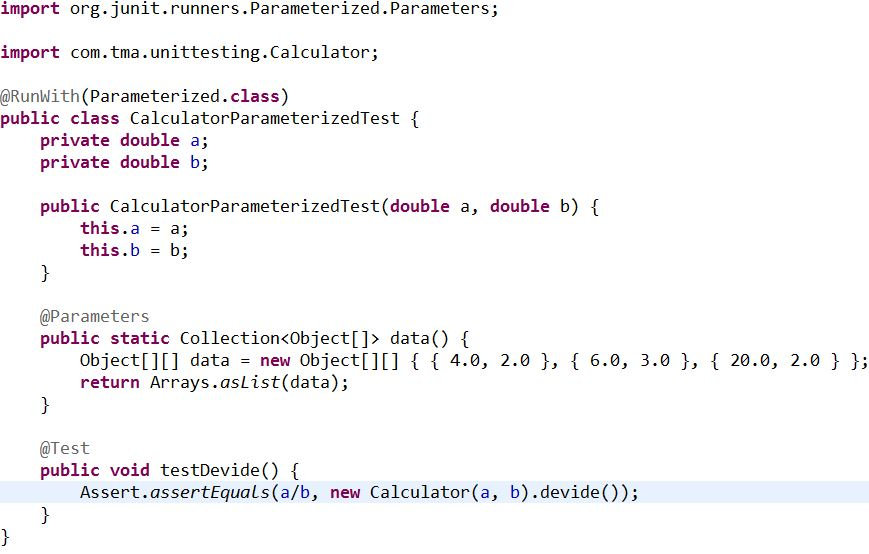 import org.junit.runners.Parameterized.Parameters;
import com.tma.unittesting.Calculator;
@RunWith(Parameterized.class)
public class CalculatorParameterizedTest {
    private double a;
    private double b;
    public CalculatorParameterizedTest(double a, double b) {
        this.a = a;
        this.b = b;
    }
    @Parameters
    public static Collection<Object[]> data() {
        Object[][] data = new Object[][] { { 4.0, 2.0 }, { 6.0, 3.0 }, { 20.0, 2.0 } };
        return Arrays.asList(data);
    }
    @Test
    public void testDevide() {
        Assert.assertEquals(a/b, new Calculator(a, b).devide());
    }
}